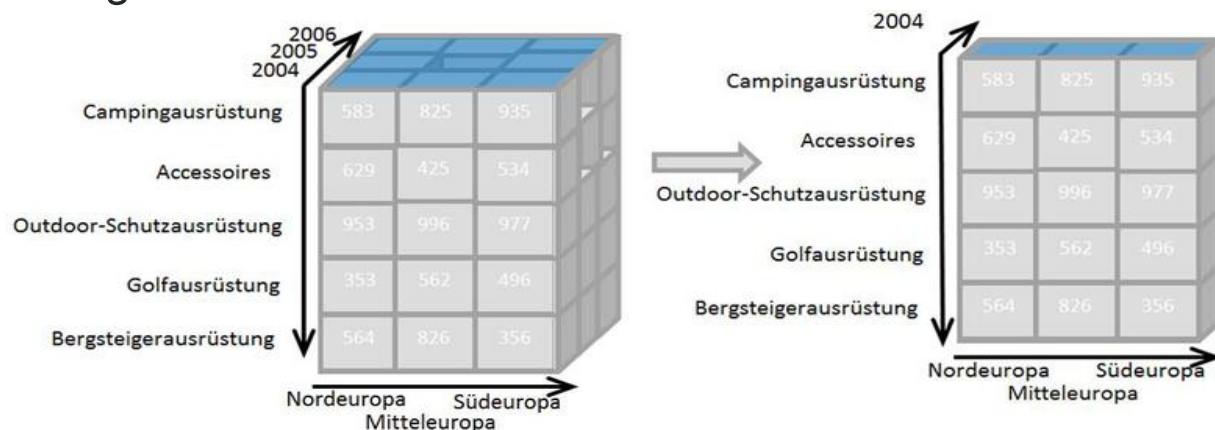 2006
2005
2004
Campingausrüstung 583 825 935
Accessoires 629 425 534
Outdoor-Schutzausrüstung 953 996 977
Golfausrüstung 353 562 496
Bergsteigerausrüstung 564 826 356
Nordeuropa Südeuropa
Mitteleuropa
2004
Campingausrüstung 583 825 935
Accessoires 629 425 534
Outdoor-Schutzausrüstung 953 996 977
Golfausrüstung 353 562 496
Bergsteigerausrüstung 564 826 356
Nordeuropa Südeuropa
Mitteleuropa